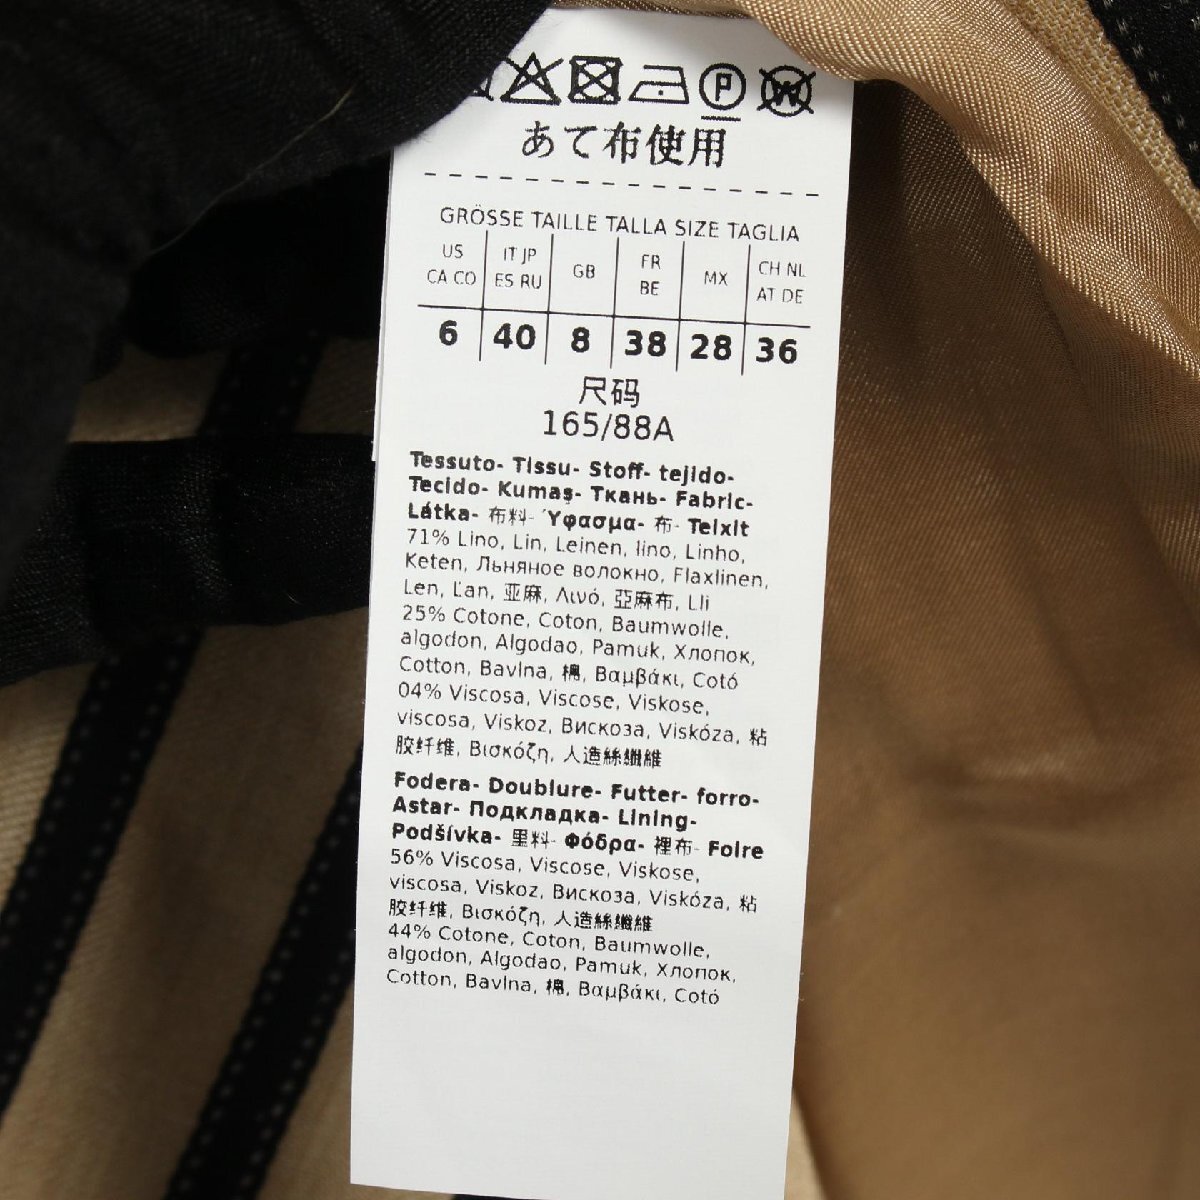 P W
あて布使用
GRÖSSE TAILLE TALLA SIZE TAGLIA
US CA CO IT JP ES RU GB FR BE MX CH NL AT DE
6 40 8 38 28 36
尺码
165/88A
Tessuto- Tissu- Stoff- tejido-
Tecido- Kumaş- Ткань- Fabric-
Látka- 布料- Ύφασμα- 布- Teixit
71% Lino, Lin, Leinen, lino, Linho,
Keten, Льняное волокно, Flaxlinen,
Len, Ľan, 亚麻, Λινό, 亞麻布, Lli
25% Cotone, Coton, Baumwolle,
algodon, Algodao, Pamuk, Хлопок,
Cotton, Bavlna, 棉, Βαμβάκι, Cotó
04% Viscosa, Viscose, Viskose,
viscosa, Viskoz, Вискоза, Viskóza, 粘
胶纤维, Βισκόζη, 人造絲纖維
Fodera- Doublure- Futter- forro-
Astar- Подкладка- Lining-
Podšívka- 里料- Φόδρα- 裡布- Folre
56% Viscosa, Viscose, Viskose,
viscosa, Viskoz, Вискоза, Viskóza, 粘
胶纤维, Βισκόζη, 人造絲纖維
44% Cotone, Coton, Baumwolle,
algodon, Algodao, Pamuk, Хлопок,
Cotton, Bavlna, 棉, Βαμβάκι, Cotó